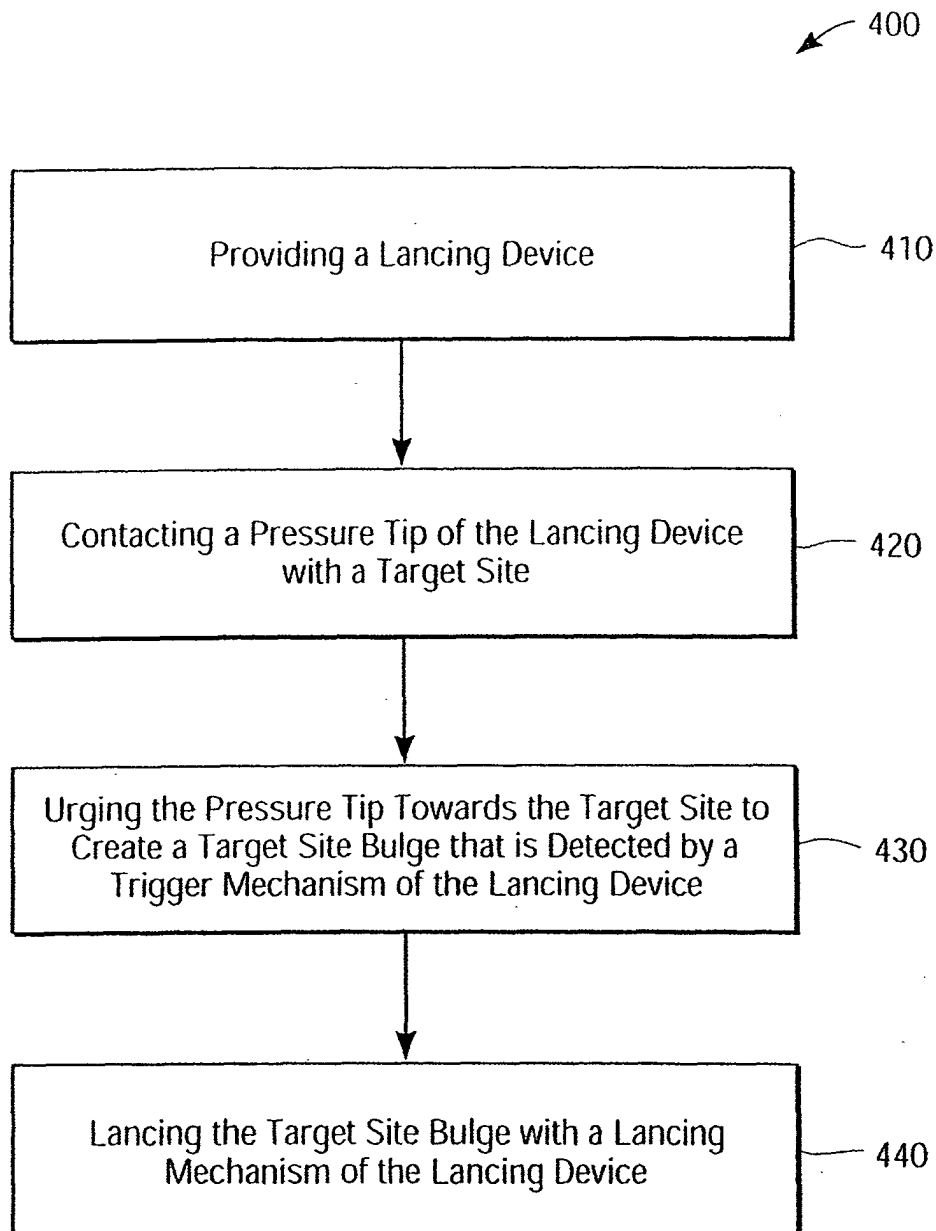 400
Providing a Lancing Device
410
Contacting a Pressure Tip of the Lancing Device
with a Target Site
420
Urging the Pressure Tip Towards the Target Site to
Create a Target Site Bulge that is Detected by a
Trigger Mechanism of the Lancing Device
430
Lancing the Target Site Bulge with a Lancing
Mechanism of the Lancing Device
440